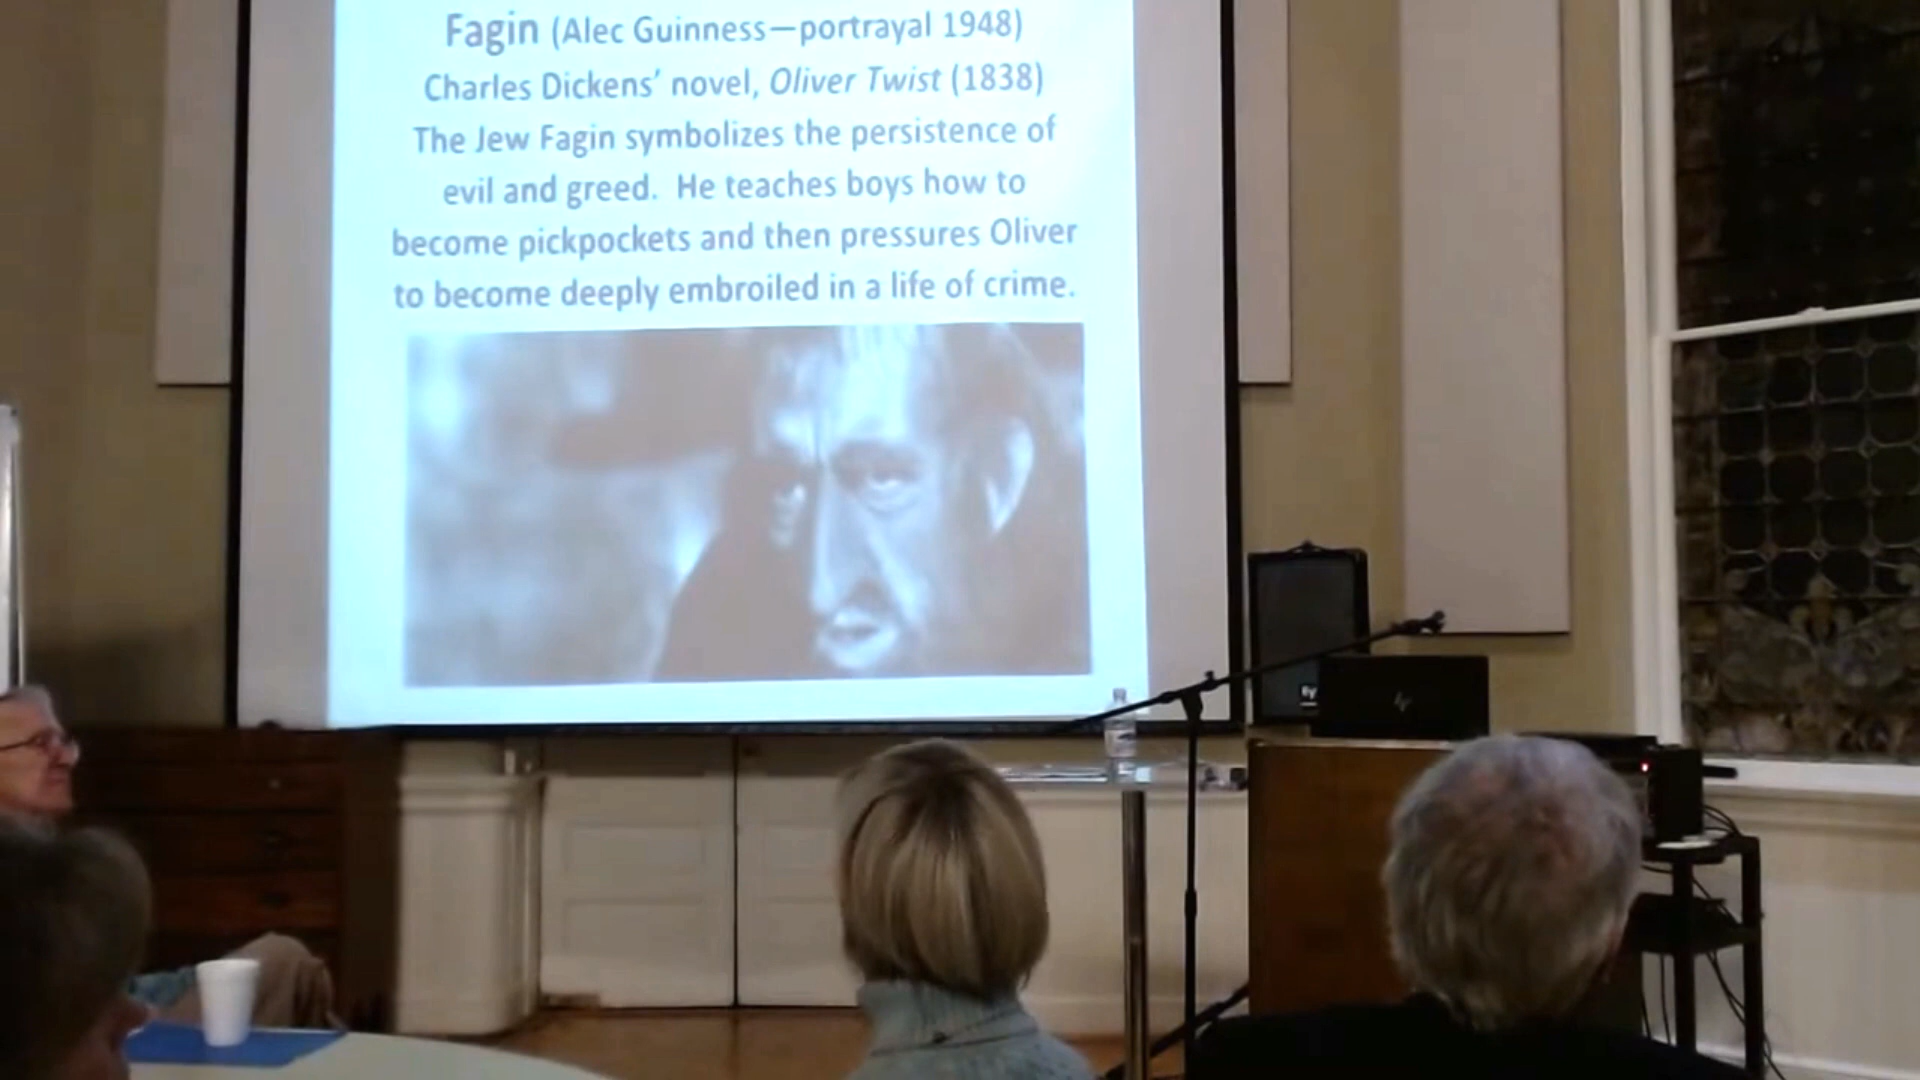 Fagin (Alec Guinness—portrayal 1948)
Charles Dickens' novel, Oliver Twist (1838)
The Jew Fagin symbolizes the persistence of
evil and greed. He teaches boys how to
become pickpockets and then pressures Oliver
to become deeply embroiled in a life of crime.
hp